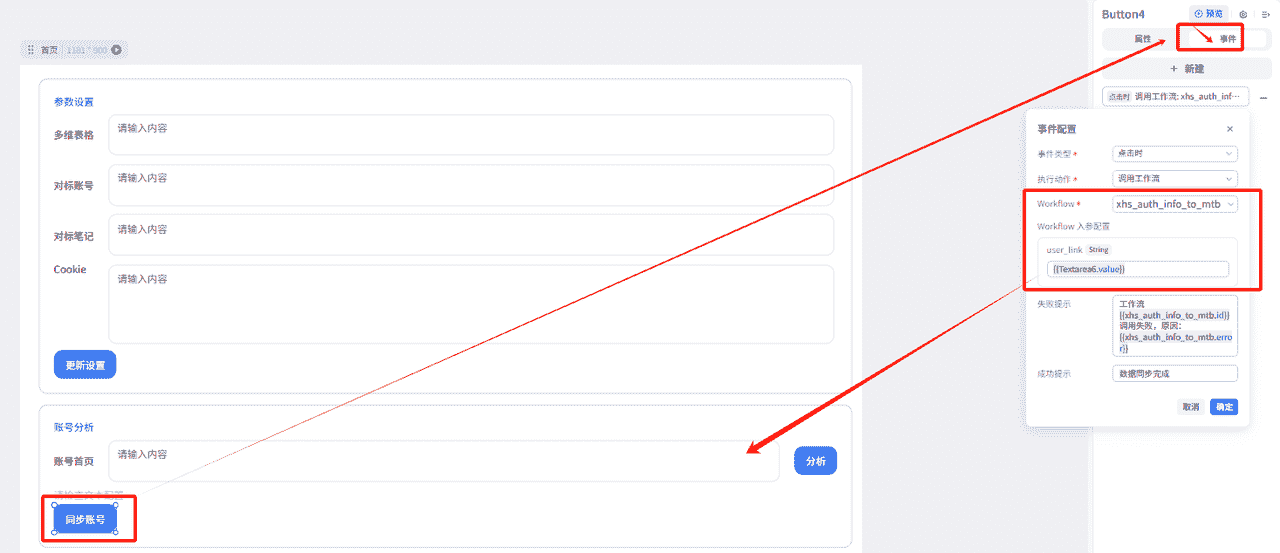 首页 1181 * 900
参数设置
多维表格
请输入内容
对标账号
请输入内容
对标笔记
请输入内容
Cookie
请输入内容
更新设置
账号分析
账号首页
请输入内容
分析
同步账号
Button4
预览
属性
事件
+ 新建
点击时 调用工作流: xhs_auth_inf···
事件配置
事件类型 *
点击时
执行动作 *
调用工作流
Workflow *
xhs_auth_info_to_mtb
Workflow 入参配置
user_link String
{{Textarea6.value}}
失败提示
工作流
{{xhs_auth_info_to_mtb.id}}
调用失败，原因：
{{xhs_auth_info_to_mtb.erro
r}}
成功提示
数据同步完成
取消
确定